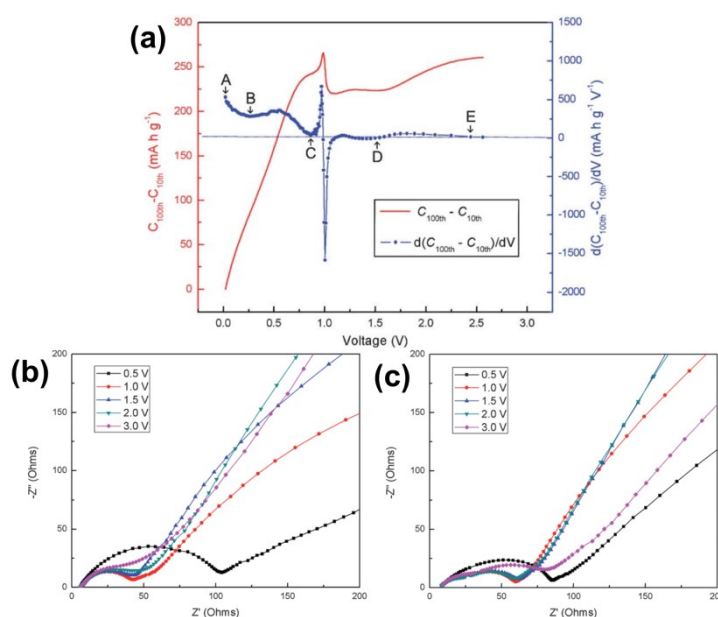 (a)
300
250
200
150
100
50
0
C100th - C10th
(mA h g-1)
A
B
C
D
E
C100th - C10th
d(C100th - C10th)/dV
1500
1000
500
0
-500
-1000
-1500
-2000
d(C100th-C10th)/dV (mA h g-1 V-1)
0.0 0.5 1.0 1.5 2.0 2.5 3.0
Voltage (V)
(b)
200
150
100
50
0
-Z'' (Ohms)
0.5 V
1.0 V
1.5 V
2.0 V
3.0 V
0 50 100 150 200
Z' (Ohms)
(c)
200
150
100
50
0
-Z'' (Ohms)
0.5 V
1.0 V
1.5 V
2.0 V
3.0 V
0 50 100 150 200
Z' (Ohms)